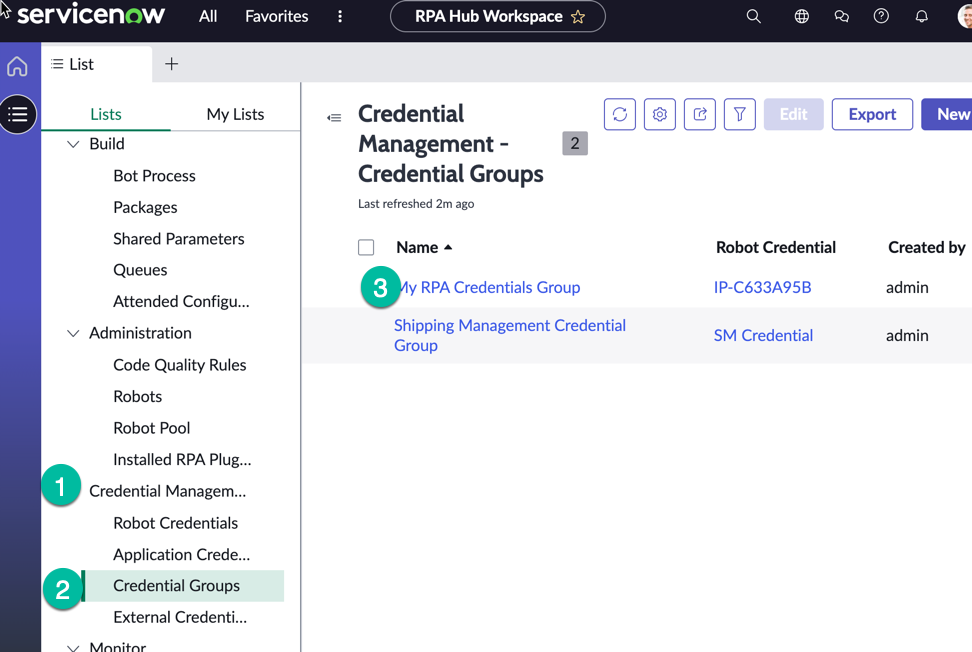 servicenow All Favorites RPA Hub Workspace
List
Lists My Lists
Build
Bot Process
Packages
Shared Parameters
Queues
Attended Configu...
Administration
Code Quality Rules
Robots
Robot Pool
Installed RPA Plug...
1 Credential Managem...
Robot Credentials
Application Crede...
2 Credential Groups
External Credenti...
Monitor
Credential
Management -
Credential Groups
2
Edit Export New
Last refreshed 2m ago
Name Robot Credential Created by
3 My RPA Credentials Group IP-C633A95B admin
Shipping Management Credential
Group
SM Credential admin